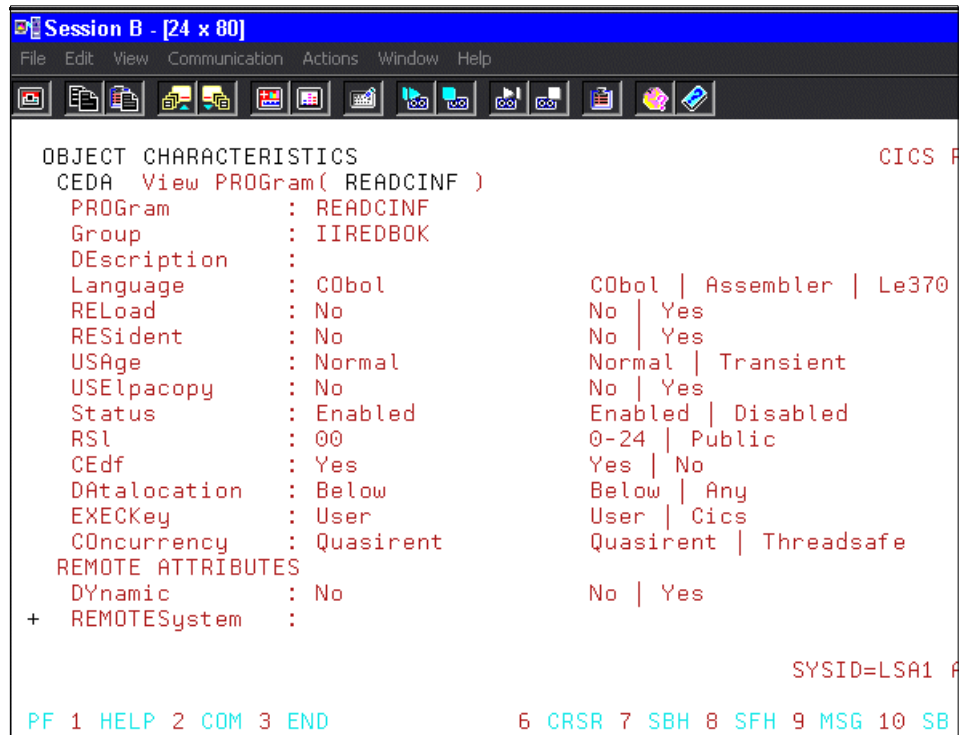 Session B - [24 x 80]
File Edit View Communication Actions Window Help
OBJECT CHARACTERISTICS CICS
CEDA View PROGram( READCINF )
PROGram : READCINF
Group : IIREDBOK
DEscription :
Language : CObol CObol | Assembler | Le370
RELoad : No No | Yes
RESident : No No | Yes
USAge : Normal Normal | Transient
USElpacopy : No No | Yes
Status : Enabled Enabled | Disabled
RSl : 00 0-24 | Public
CEdf : Yes Yes | No
DAtalocation : Below Below | Any
EXECKey : User User | Cics
COncurrency : Quasirent Quasirent | Threadsafe
REMOTE ATTRIBUTES
DYnamic : No No | Yes
+ REMOTESystem :
SYSID=LSA1
PF 1 HELP 2 COM 3 END 6 CRSR 7 SBH 8 SFH 9 MSG 10 SB